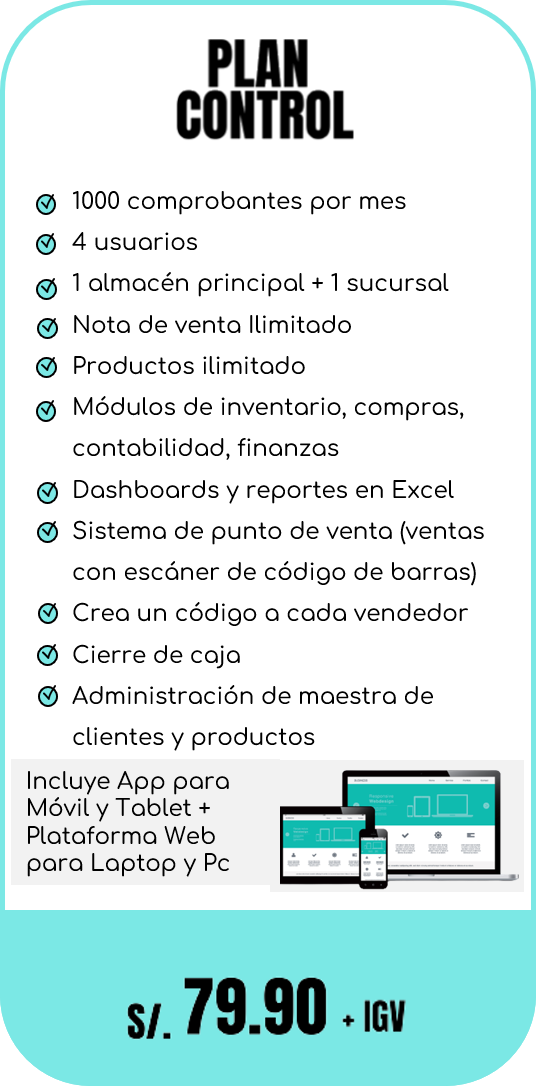 PLAN
CONTROL
1000 comprobantes por mes
4 usuarios
1 almacén principal + 1 sucursal
Nota de venta Ilimitado
Productos ilimitado
Módulos de inventario, compras,
contabilidad, finanzas
Dashboards y reportes en Excel
Sistema de punto de venta (ventas
con escáner de código de barras)
Crea un código a cada vendedor
Cierre de caja
Administración de maestra de
clientes y productos
Incluye App para
Móvil y Tablet +
Plataforma Web
para Laptop y Pc
S/. 79.90 + IGV